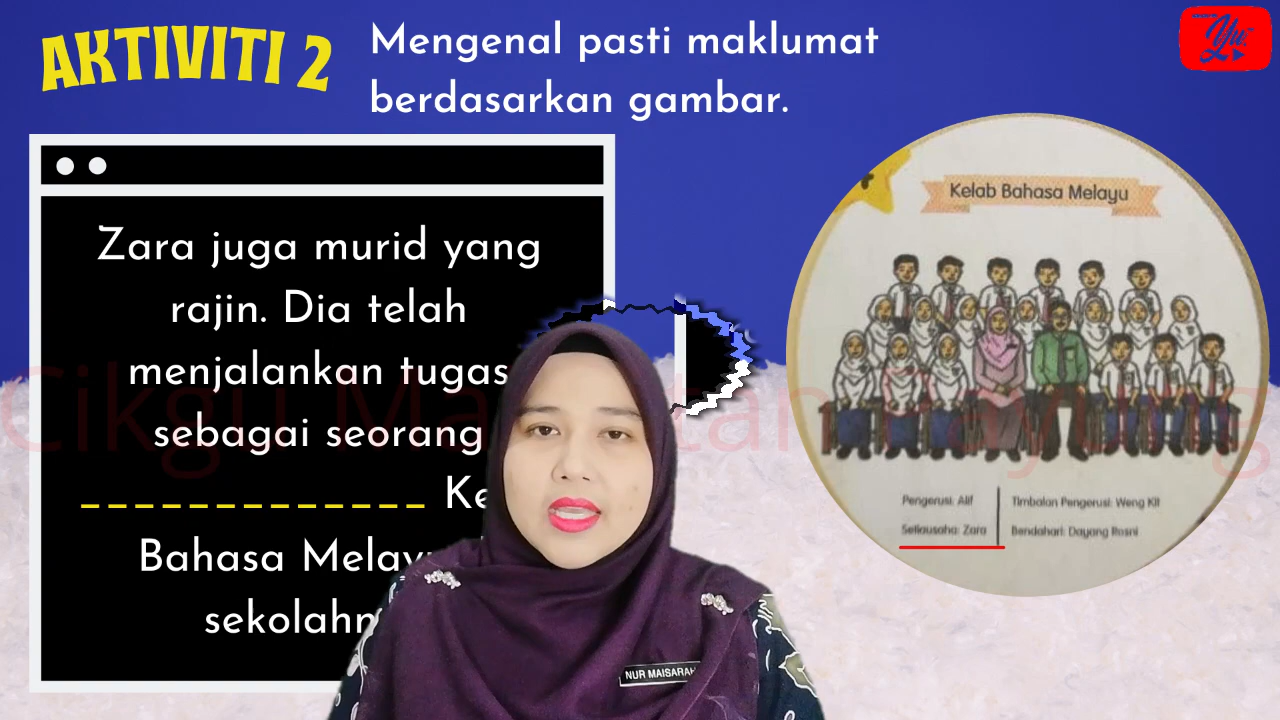 AKTIVITI 2
Mengenal pasti maklumat
berdasarkan gambar.
Zara juga murid yang
rajin. Dia telah
menjalankan tugas
sebagai seorang
_____________ Ke
Bahasa Melayu
sekolahn
Kelab Bahasa Melayu
Pengerusi: Alif
Timbalan Pengerusi: Weng Kit
Setiausaha: Zara
Bendahari: Dayang Rosni
NUR MAISARAH
Yu